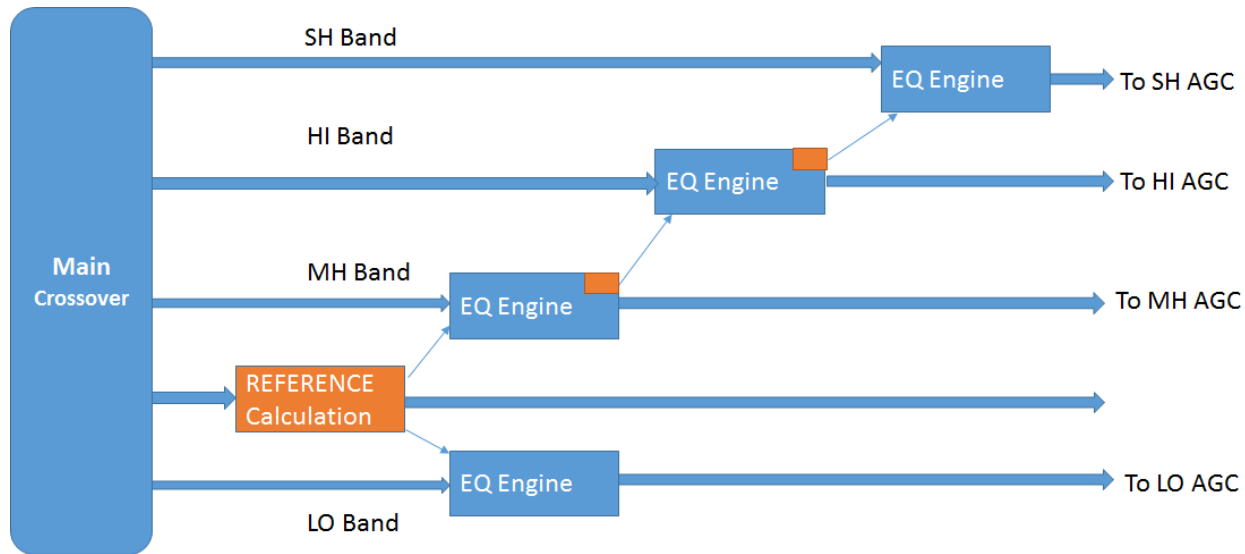 SH Band
EQ Engine
To SH AGC
HI Band
EQ Engine
To HI AGC
Main
Crossover
MH Band
EQ Engine
To MH AGC
REFERENCE
Calculation
EQ Engine
To LO AGC
LO Band